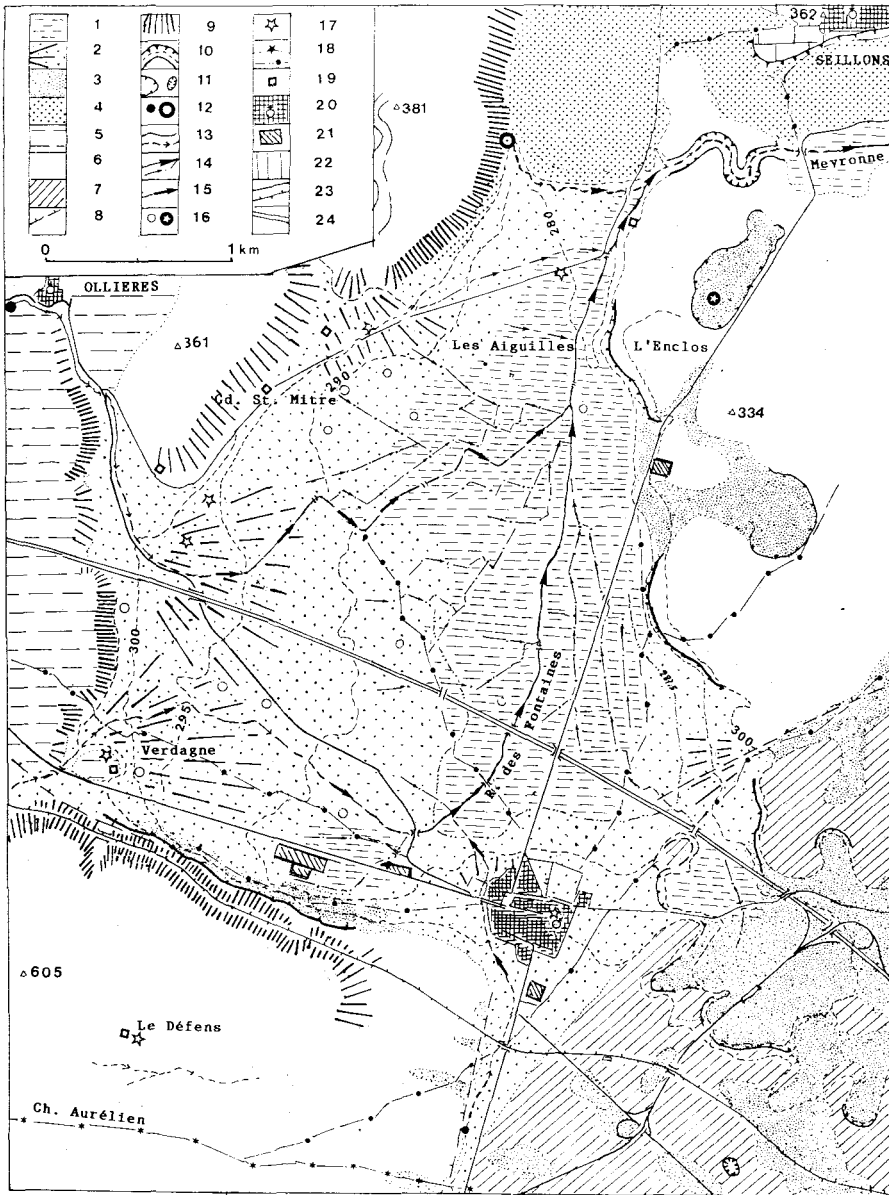 1 9 17
2 10 18
3 11 19
4 12 20
5 13 21
6 14 22
7 15 23
8 16 24
0 1 km
362
SEILLONS
381
Meyronne
280
OLLIERES
361
Les Aiguilles
L'Enclos
290
Cd. St. Mitre
334
300
295
Verdagne
R. des Fontaines
300
605
Le Défens
Ch. Aurélien